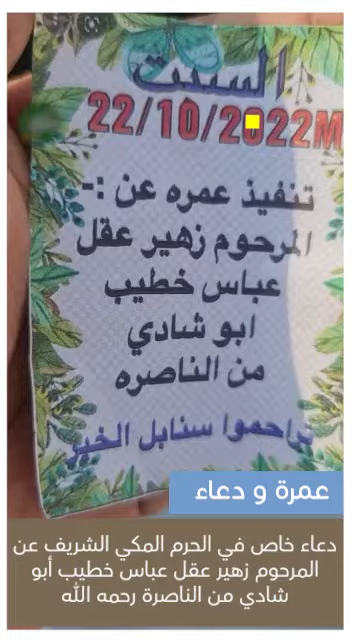 السبت
22/10/2022M
تنفيذ عمره عن :-
المرحوم زهير عقل
عباس خطيب
ابو شادي
من الناصره
تراحموا سنابل الخير
عمرة و دعاء
دعاء خاص في الحرم المكي الشريف عن
المرحوم زهير عقل عباس خطيب أبو
شادي من الناصرة رحمه الله